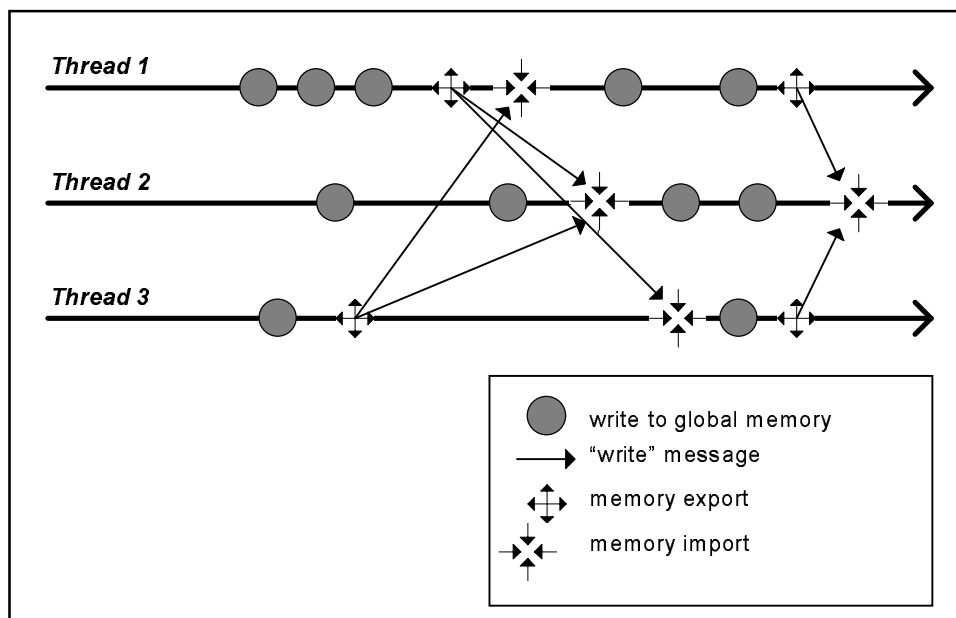 Thread 1
Thread 2
Thread 3
write to global memory
“write” message
memory export
memory import